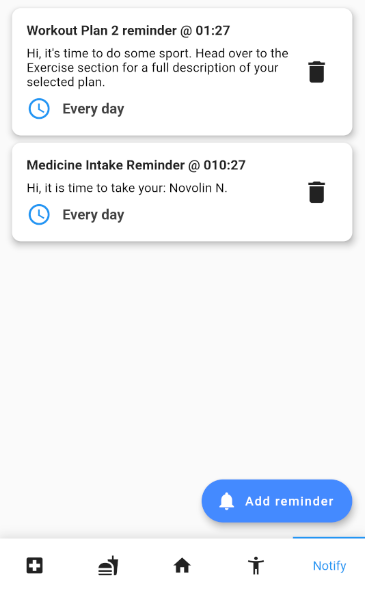 Workout Plan 2 reminder @ 01:27
Hi, it's time to do some sport. Head over to the
Exercise section for a full description of your
selected plan.
Every day
Medicine Intake Reminder @ 010:27
Hi, it is time to take your: Novolin N.
Every day
Add reminder
Notify